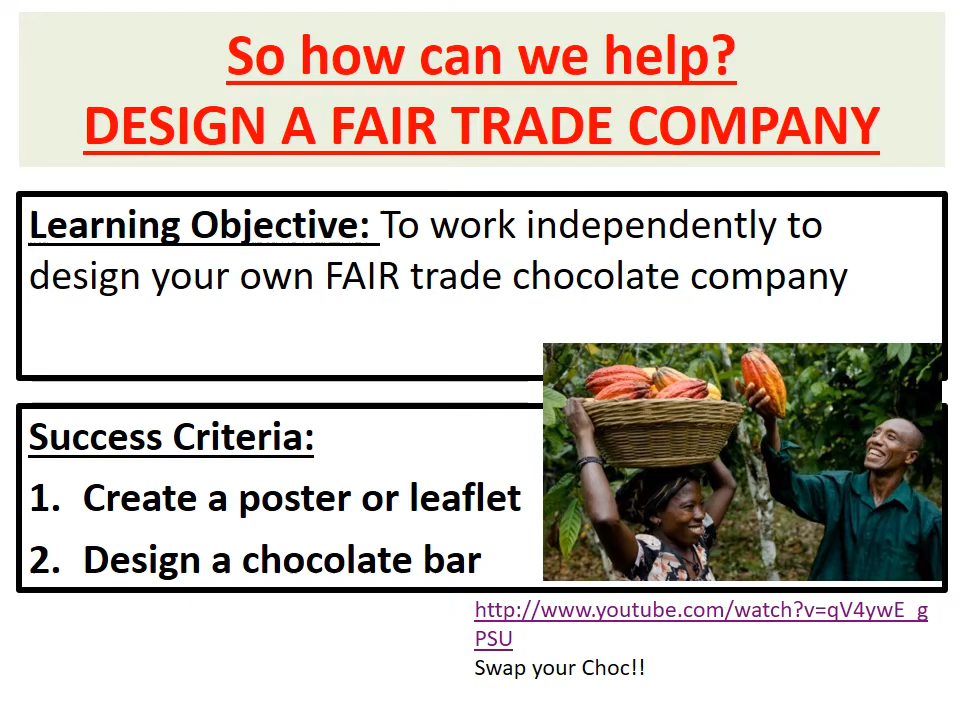 So how can we help?
DESIGN A FAIR TRADE COMPANY
Learning Objective: To work independently to
design your own FAIR trade chocolate company
Success Criteria:
1. Create a poster or leaflet
2. Design a chocolate bar
http://www.youtube.com/watch?v=qV4ywE_g
PSU
Swap your Choc!!